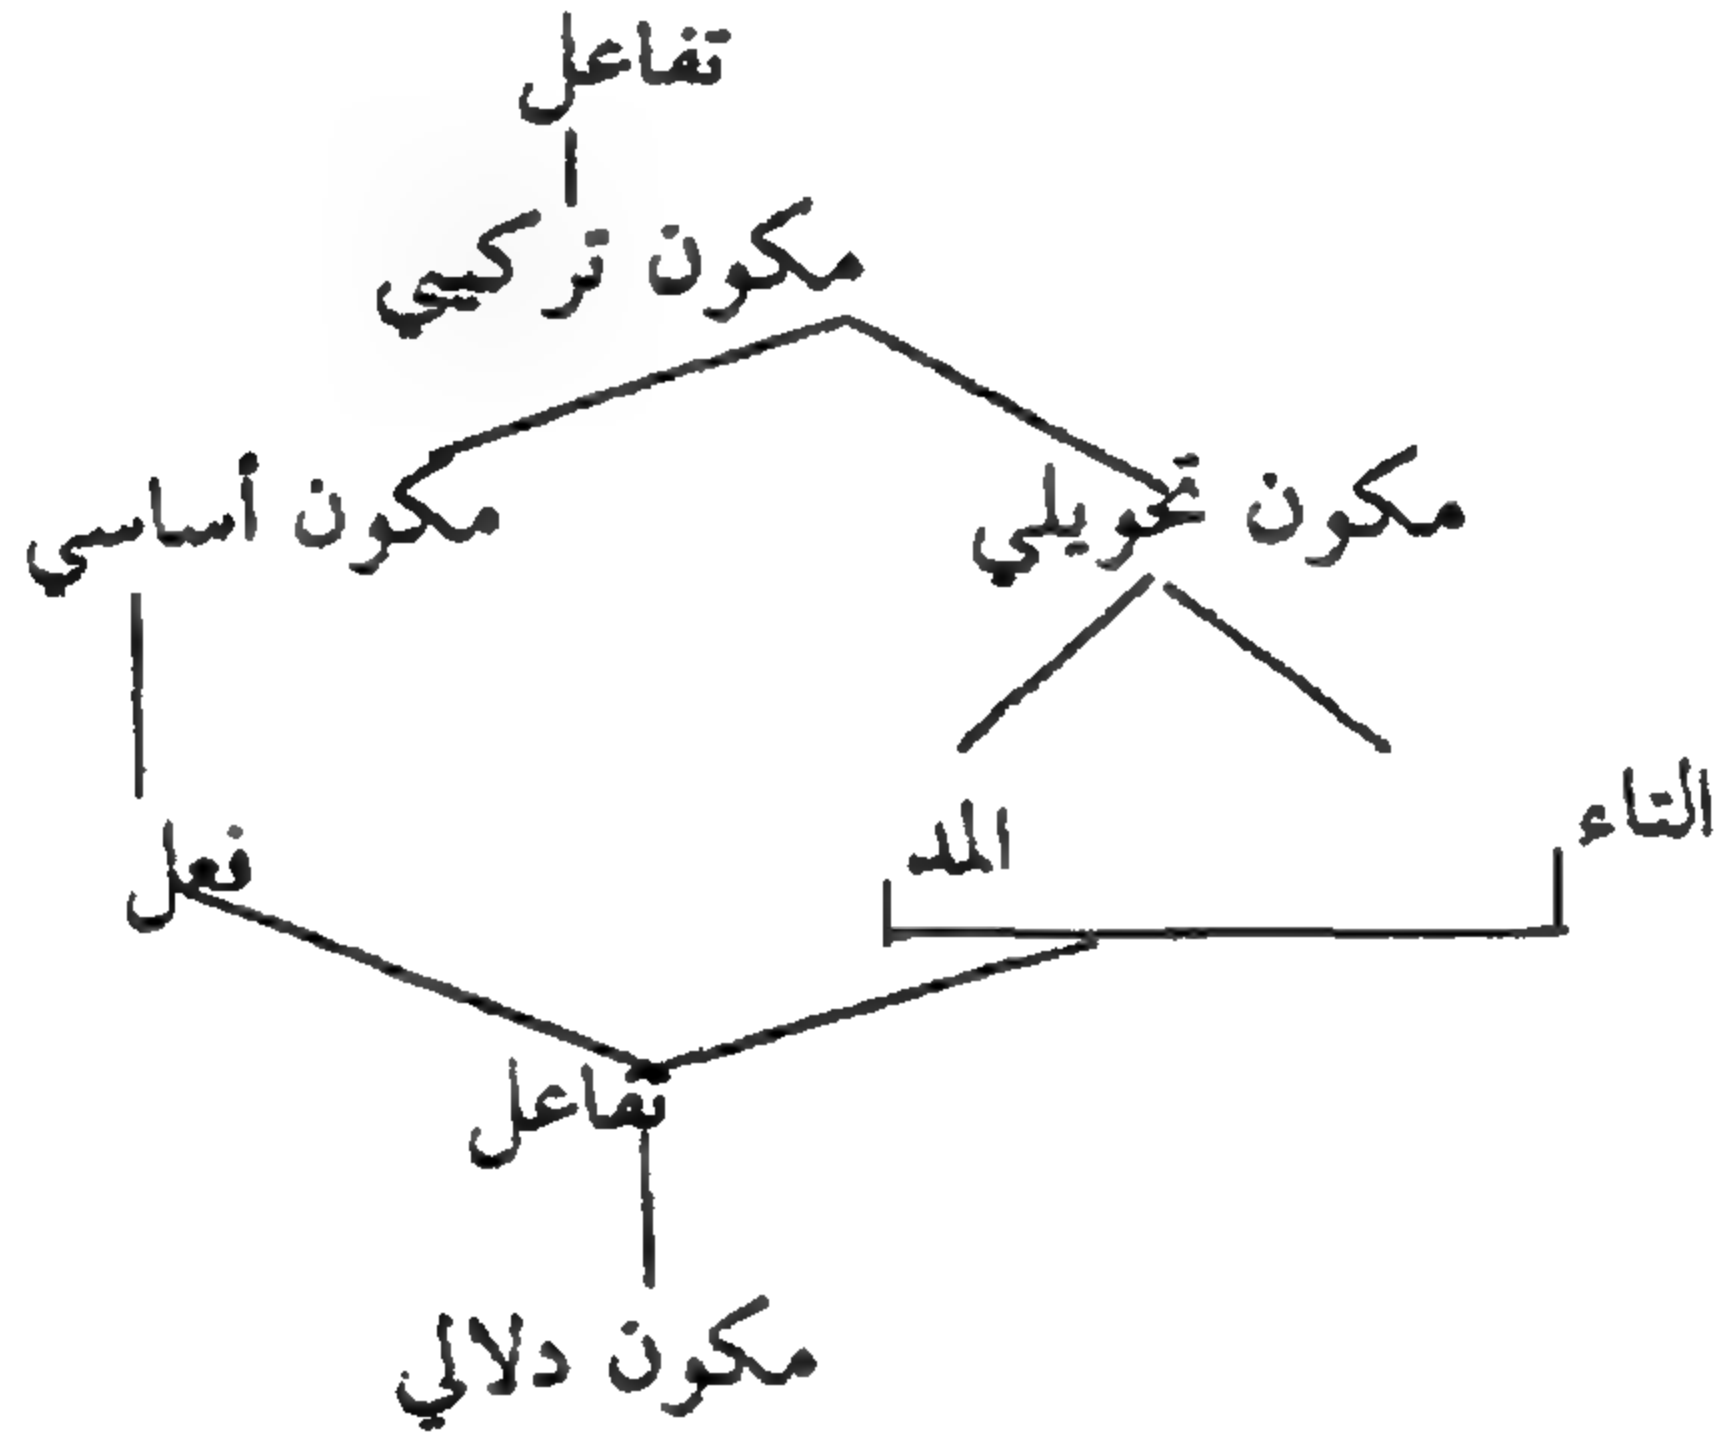 تفاعل
مكون تركيبي
مكون تحويلي
مكون أساسي
التاء
المد
فعل
تفاعل
مكون دلالي